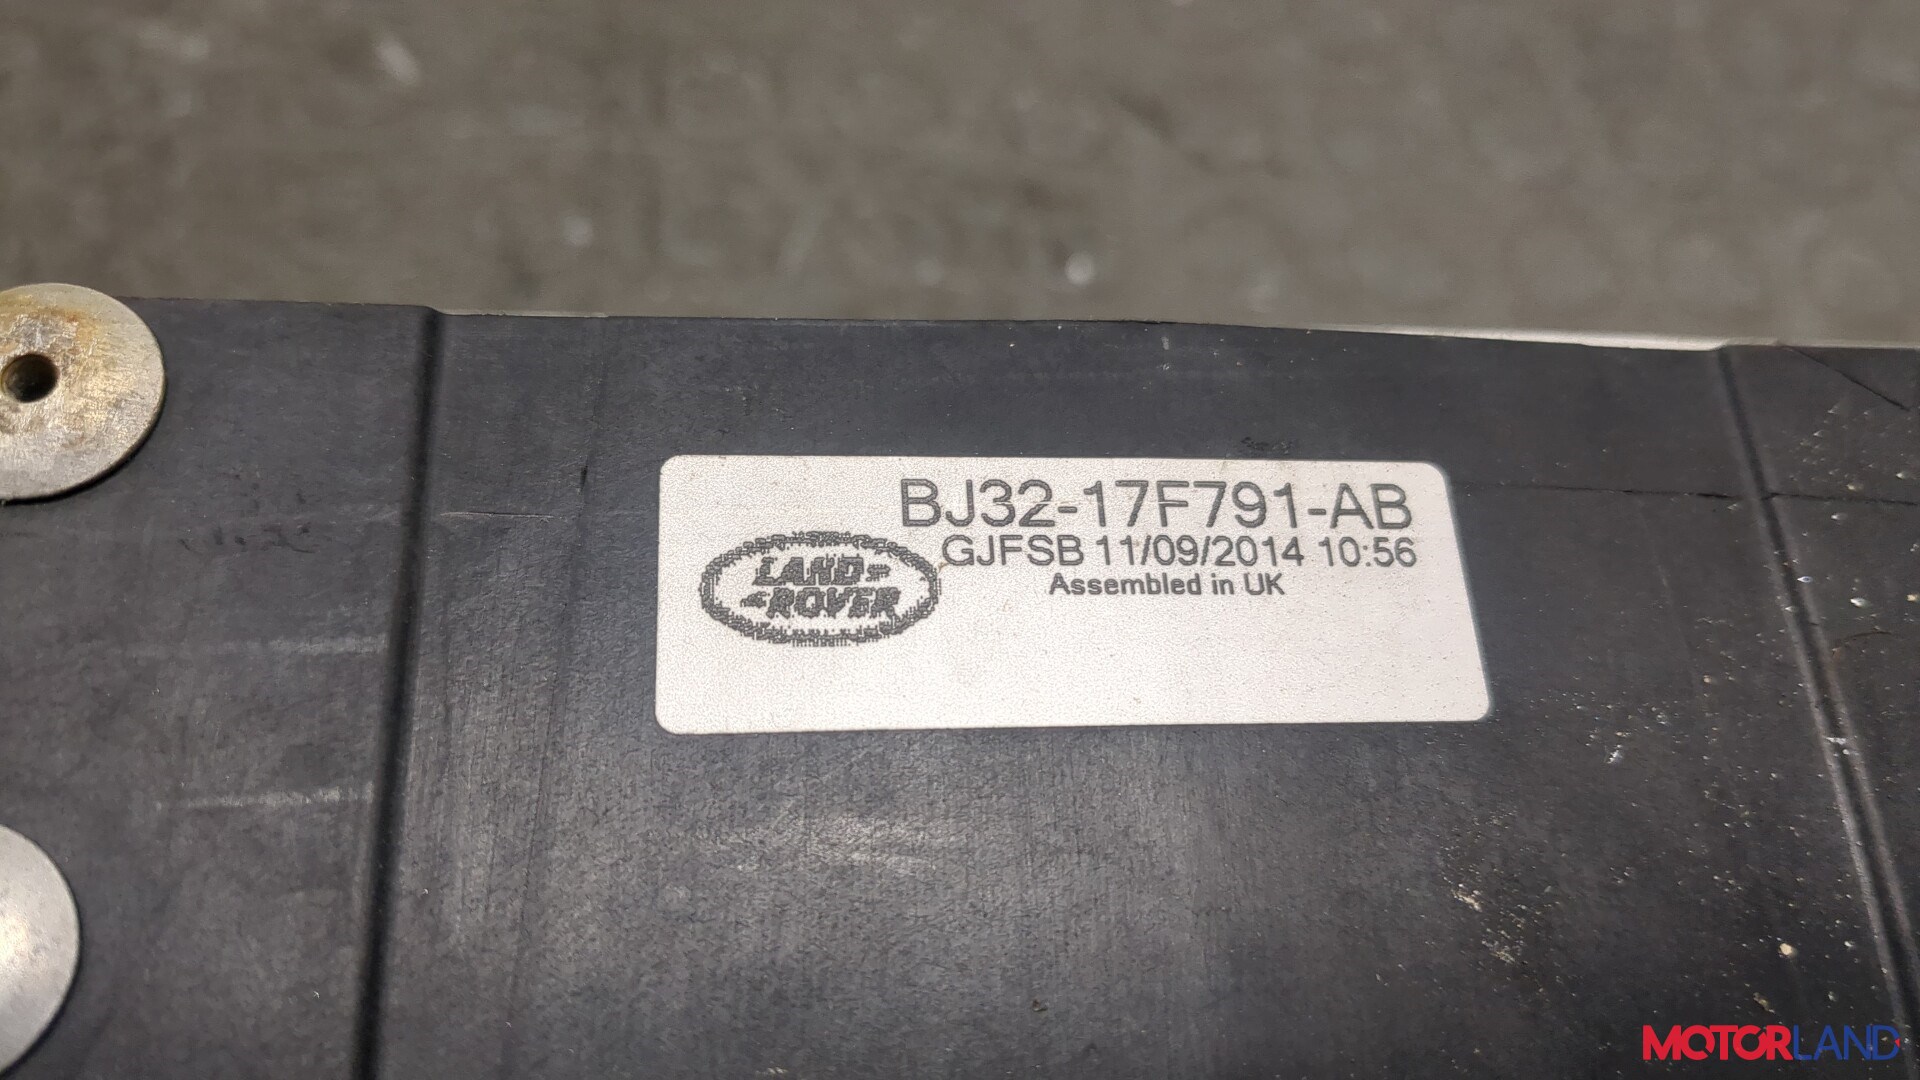 BJ32-17F791-AB
GJFSB 11/09/2014 10:56
Assembled in UK
LAND-
-ROVER
MOTORLAND